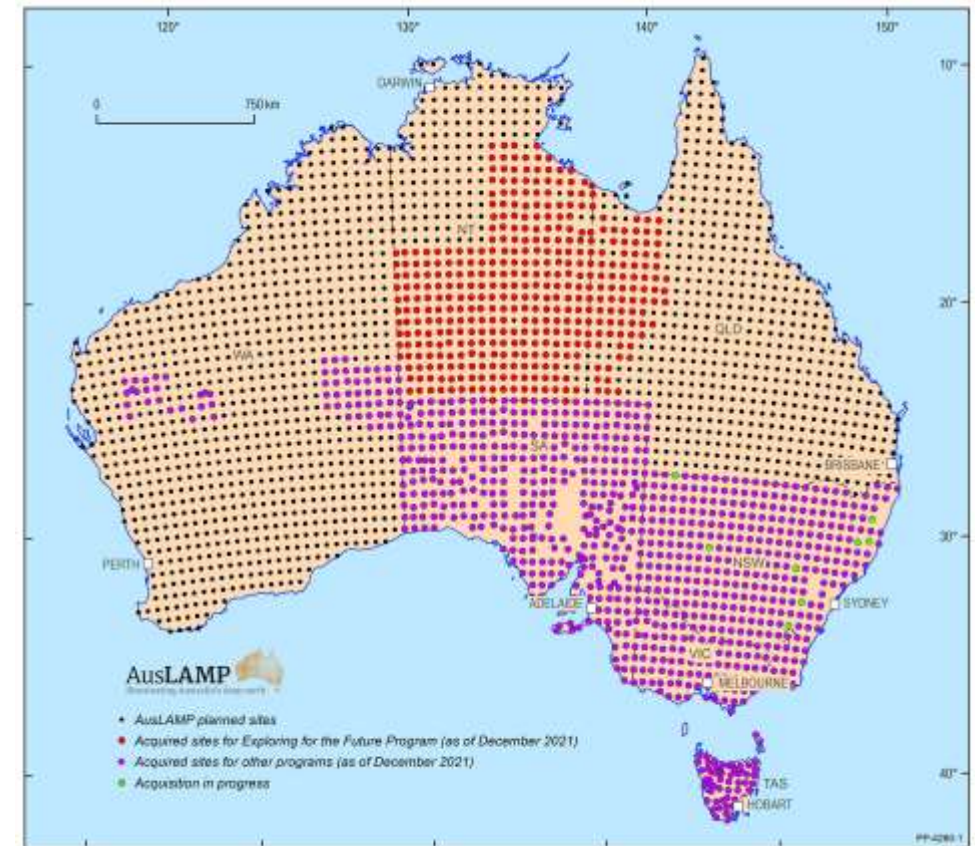 120°
130°
140°
150°
10°
DARWIN
0
750 km
NT
20°
QLD
WA
SA
BRISBANE
30°
PERTH
NSW
ADELAIDE
SYDNEY
VIC
AusLAMP
MELBOURNE
AusLAMP planned sites
Acquired sites for Exploring for the Future Program (as of December 2021)
Acquired sites for other programs (as of December 2021)
Acquisition in progress
40°
TAS
HOBART